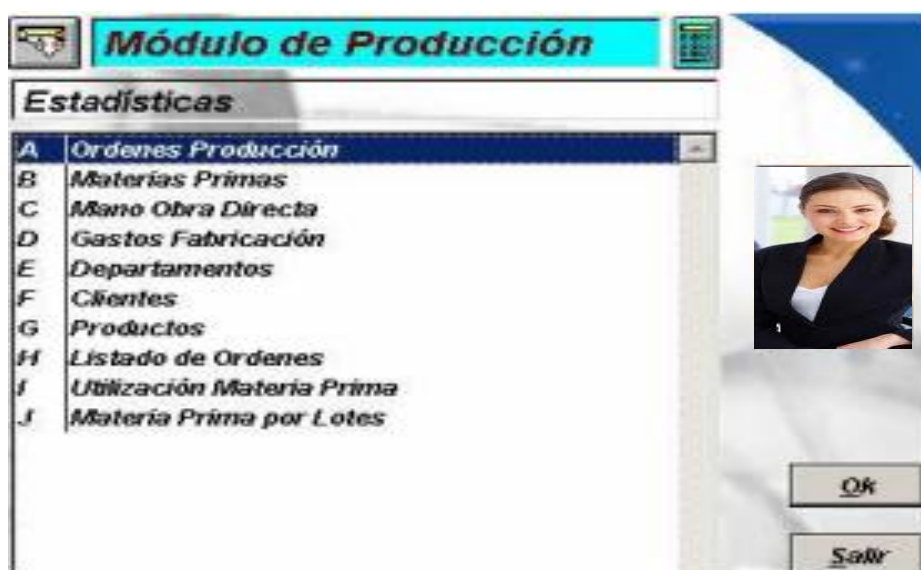 Módulo de Producción
Estadísticas
A Ordenes Producción
B Materias Primas
C Mano Obra Directa
D Gastos Fabricación
E Departamentos
F Clientes
G Productos
H Listado de Ordenes
I Utilización Materia Prima
J Materia Prima por Lotes
Ok
Salir